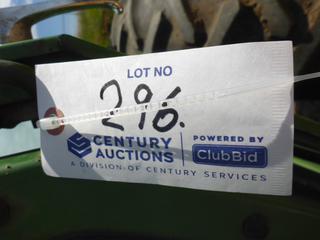 LOT NO
296.
CENTURY AUCTIONS
POWERED BY
ClubBid
A DIVISION OF CENTURY SERVICES